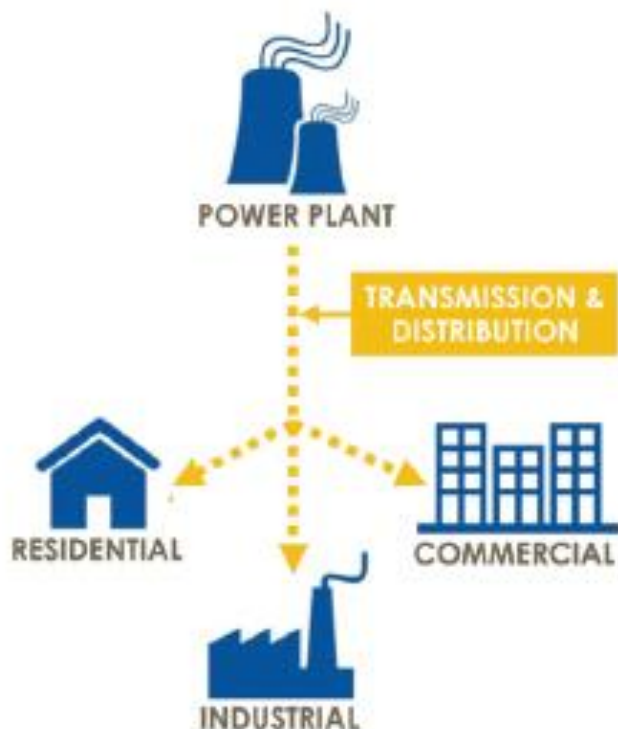 POWER PLANT
TRANSMISSION &
DISTRIBUTION
RESIDENTIAL
COMMERCIAL
INDUSTRIAL